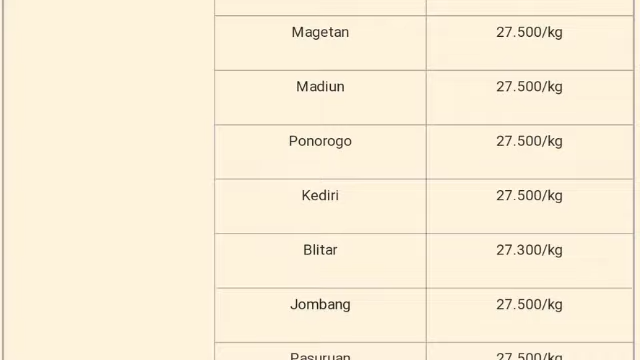 Magetan 27.500/kg
Madiun 27.500/kg
Ponorogo 27.500/kg
Kediri 27.500/kg
Blitar 27.300/kg
Jombang 27.500/kg
Pasuruan 27.500/kg